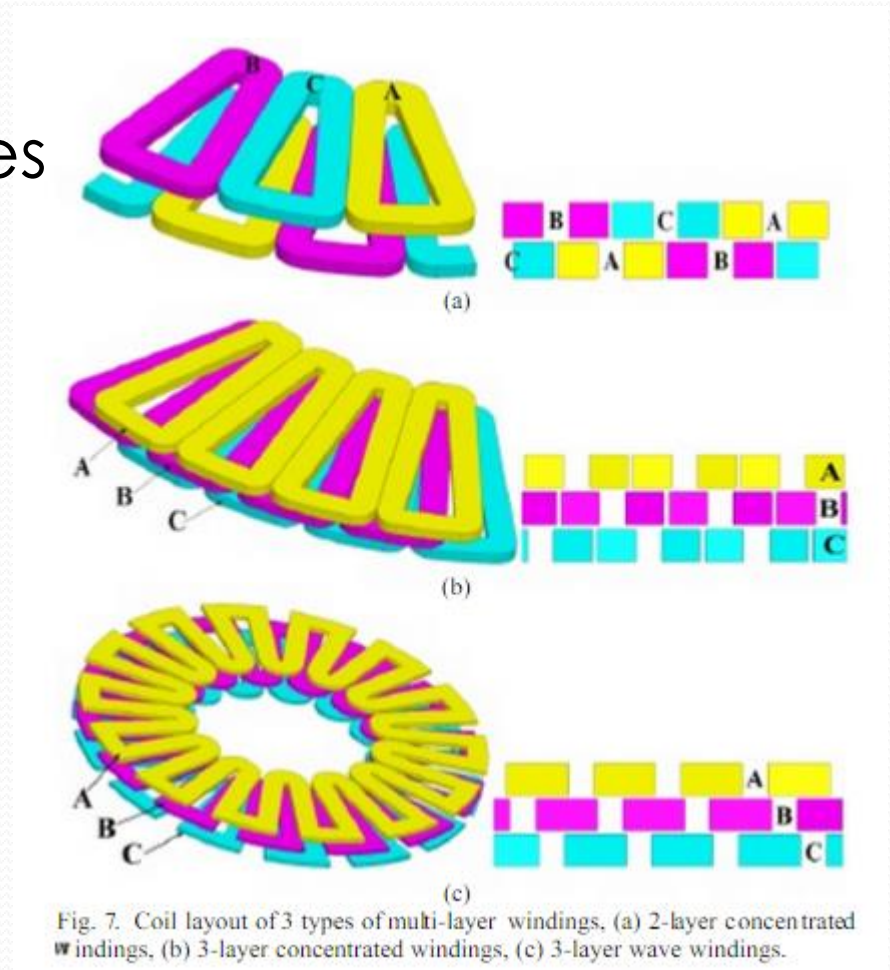 es
B
C
A
B C A
C A B
(a)
A
B
C
A
B
C
(b)
A
B
C
A
B
C
(c)
Fig. 7. Coil layout of 3 types of multi-layer windings, (a) 2-layer concentrated
windings, (b) 3-layer concentrated windings, (c) 3-layer wave windings.